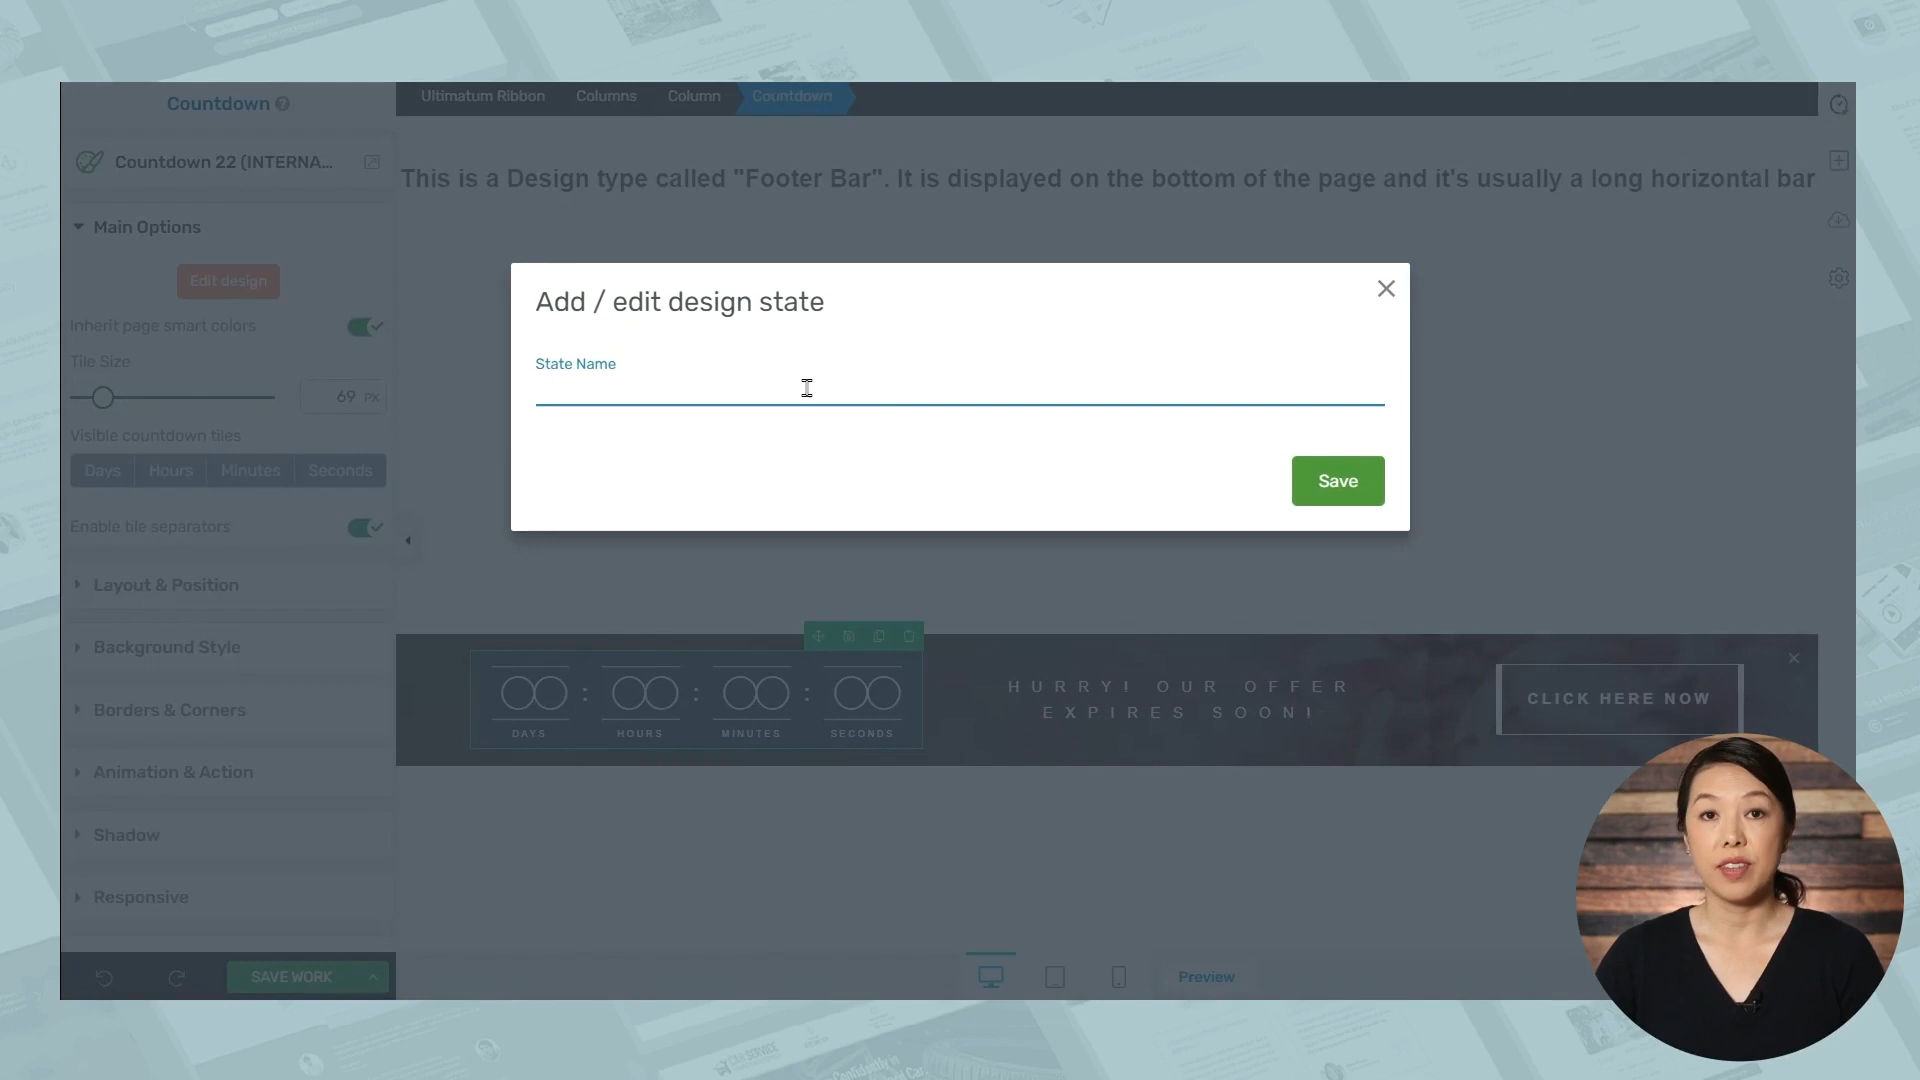 Countdown
Ultimatum Ribbon
Columns
Column
Countdown
Countdown 22 (INTERNA...
This is a Design type called "Footer Bar". It is displayed on the bottom of the page and it's usually a long horizontal bar
Main Options
Edit design
Inherit page smart colors
Tile Size
69 PX
Visible countdown tiles
Days Hours Minutes Seconds
Enable tile separators
Layout & Position
Background Style
Borders & Corners
Animation & Action
Shadow
Responsive
SAVE WORK
Add / edit design state
State Name
Save
00 : 00 : 00 : 00
DAYS HOURS MINUTES SECONDS
HURRY! OUR OFFER
EXPIRES SOON!
CLICK HERE NOW
Preview